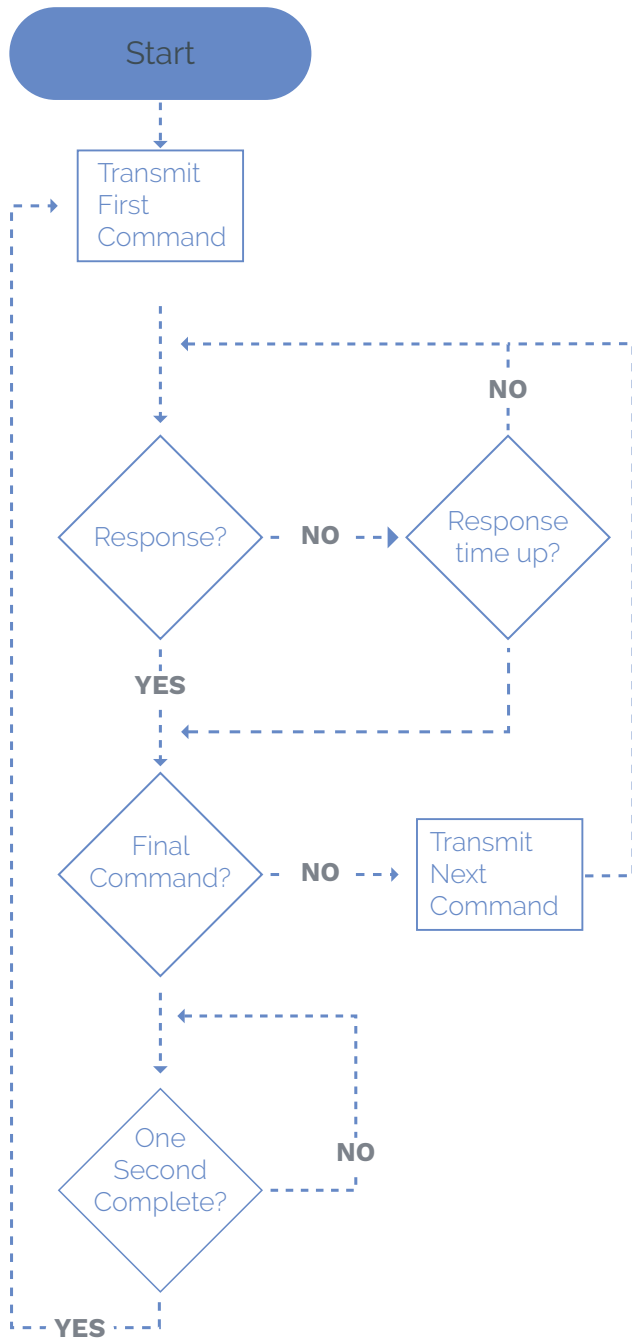 Start
Transmit
First
Command
NO
Response?
NO
Response
time up?
YES
Final
Command?
NO
Transmit
Next
Command
One
Second
Complete?
NO
YES